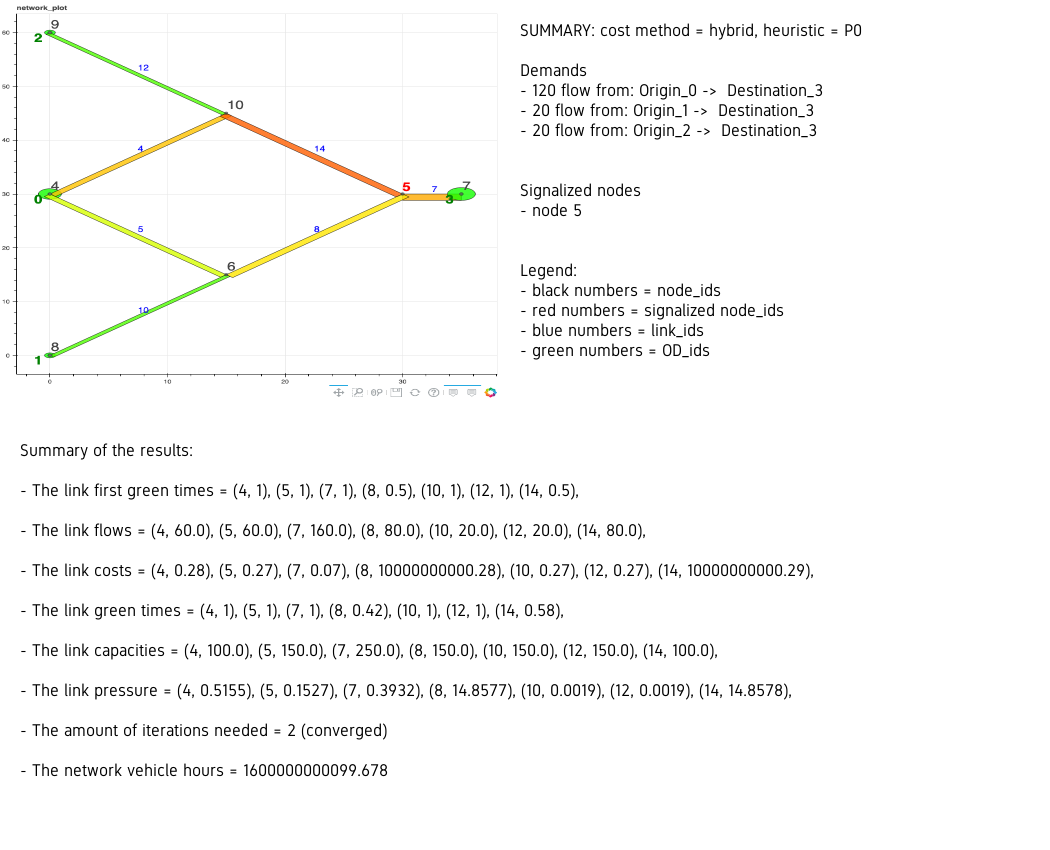 network_plot
SUMMARY: cost method = hybrid, heuristic = P0
Demands
- 120 flow from: Origin_0 -> Destination_3
- 20 flow from: Origin_1 -> Destination_3
- 20 flow from: Origin_2 -> Destination_3
Signalized nodes
- node 5
Legend:
- black numbers = node_ids
- red numbers = signalized node_ids
- blue numbers = link_ids
- green numbers = OD_ids
60
50
40
30
20
10
0
9
2
12
10
4
14
4
0
5
7
7
3
5
8
6
10
8
1
0
10
20
30
Summary of the results:
- The link first green times = (4, 1), (5, 1), (7, 1), (8, 0.5), (10, 1), (12, 1), (14, 0.5),
- The link flows = (4, 60.0), (5, 60.0), (7, 160.0), (8, 80.0), (10, 20.0), (12, 20.0), (14, 80.0),
- The link costs = (4, 0.28), (5, 0.27), (7, 0.07), (8, 10000000000.28), (10, 0.27), (12, 0.27), (14, 10000000000.29),
- The link green times = (4, 1), (5, 1), (7, 1), (8, 0.42), (10, 1), (12, 1), (14, 0.58),
- The link capacities = (4, 100.0), (5, 150.0), (7, 250.0), (8, 150.0), (10, 150.0), (12, 150.0), (14, 100.0),
- The link pressure = (4, 0.5155), (5, 0.1527), (7, 0.3932), (8, 14.8577), (10, 0.0019), (12, 0.0019), (14, 14.8578),
- The amount of iterations needed = 2 (converged)
- The network vehicle hours = 1600000000099.678